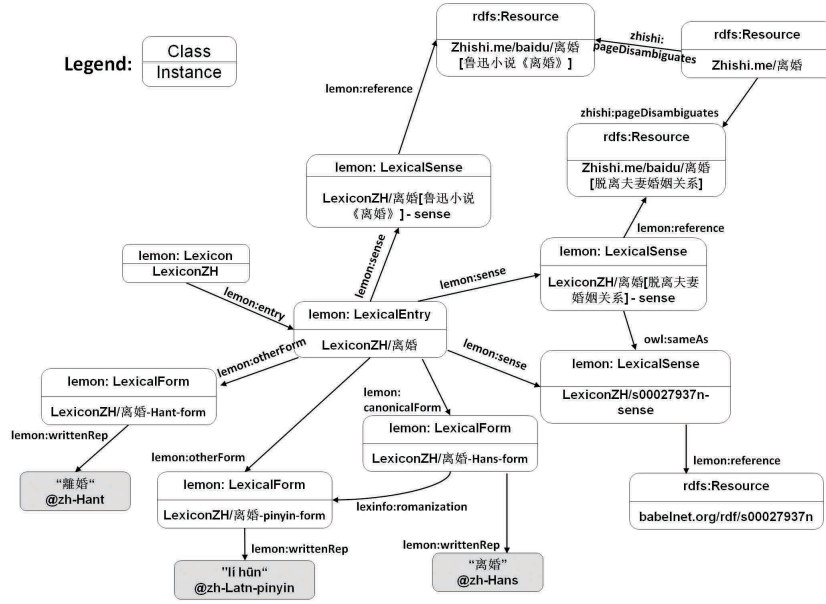 Legend:
Class
Instance
rdfs:Resource
Zhishi.me/baidu/离婚
[鲁迅小说《离婚》]
zhishi:
pageDisambiguates
rdfs:Resource
Zhishi.me/离婚
lemon:reference
zhishi:pageDisambiguates
rdfs:Resource
Zhishi.me/baidu/离婚
[脱离夫妻婚姻关系]
lemon: LexicalSense
LexiconZH/离婚[鲁迅小说
《离婚》] - sense
lemon:reference
lemon: Lexicon
LexiconZH
lemon:sense
lemon:sense
lemon: LexicalSense
LexiconZH/离婚[脱离夫妻
婚姻关系] - sense
lemon:entry
lemon: LexicalEntry
LexiconZH/离婚
owl:sameAs
lemon:otherForm
lemon:sense
lemon: LexicalSense
LexiconZH/s00027937n-
sense
lemon: LexicalForm
LexiconZH/离婚-Hant-form
lemon:
canonicalForm
lemon:writtenRep
lemon: LexicalForm
LexiconZH/离婚-Hans-form
lemon:otherForm
lemon:reference
“離婚“
@zh-Hant
lemon: LexicalForm
LexiconZH/离婚-pinyin-form
lexinfo:romanization
rdfs:Resource
babelnet.org/rdf/s00027937n
lemon:writtenRep
lemon:writtenRep
"lí hūn“
@zh-Latn-pinyin
“离婚”
@zh-Hans